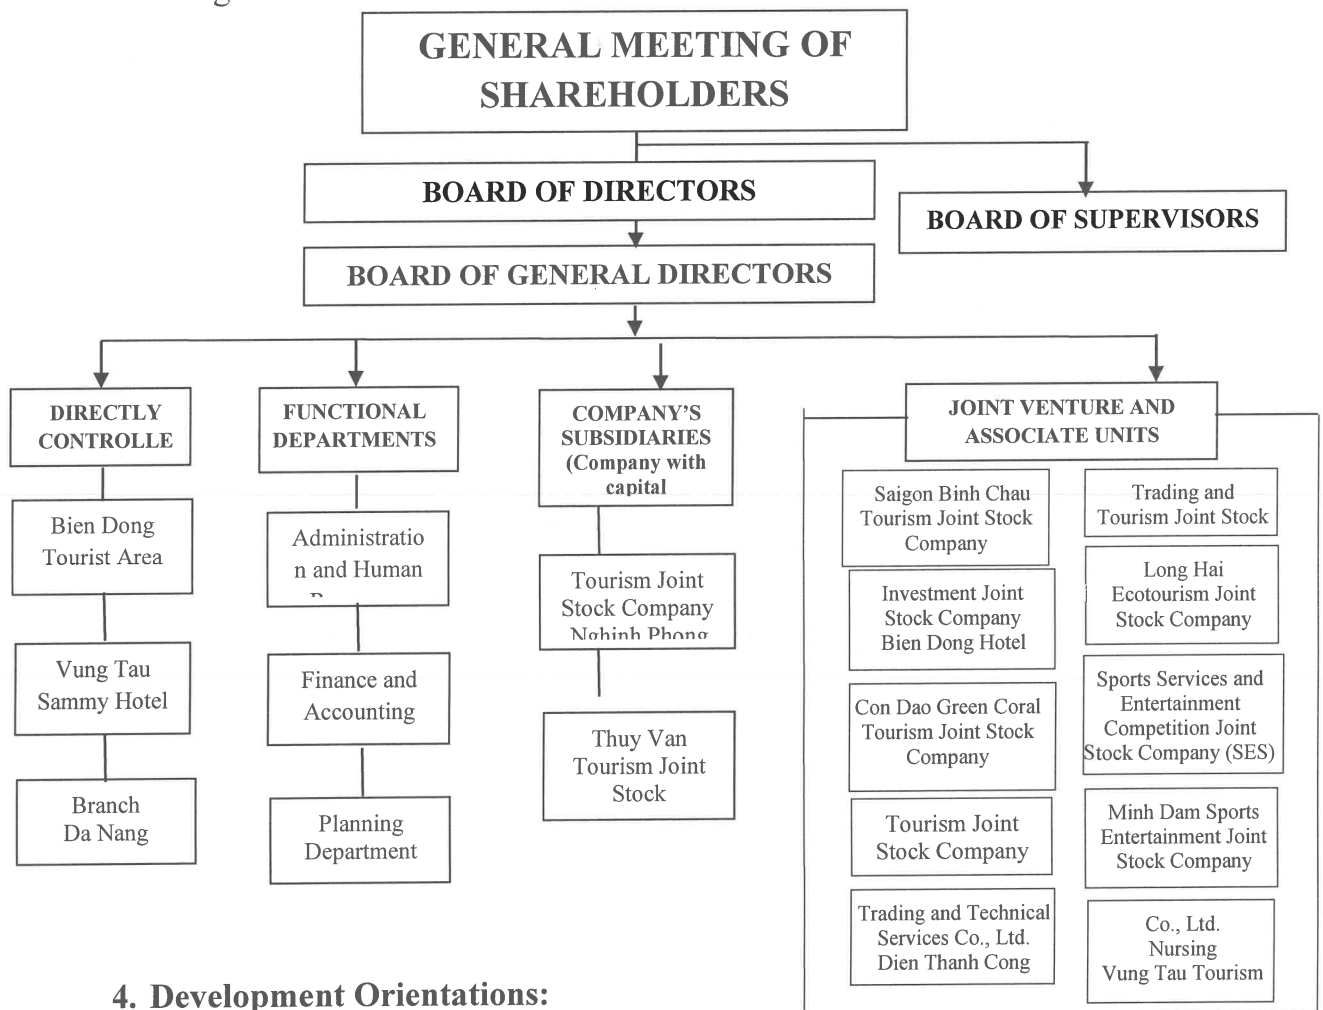 GENERAL MEETING OF
SHAREHOLDERS
BOARD OF DIRECTORS
BOARD OF SUPERVISORS
BOARD OF GENERAL DIRECTORS
DIRECTLY
CONTROLLE
Bien Dong
Tourist Area
Vung Tau
Sammy Hotel
Branch
Da Nang
FUNCTIONAL
DEPARTMENTS
Administratio
n and Human
Finance and
Accounting
Planning
Department
COMPANY'S
SUBSIDIARIES
(Company with
capital
Tourism Joint
Stock Company
Nghinh Phong
Thuy Van
Tourism Joint
Stock
JOINT VENTURE AND
ASSOCIATE UNITS
Saigon Binh Chau
Tourism Joint Stock
Company
Investment Joint
Stock Company
Bien Dong Hotel
Con Dao Green Coral
Tourism Joint Stock
Company
Tourism Joint
Stock Company
Trading and Technical
Services Co., Ltd.
Dien Thanh Cong
Trading and
Tourism Joint Stock
Long Hai
Ecotourism Joint
Stock Company
Sports Services and
Entertainment
Competition Joint
Stock Company (SES)
Minh Dam Sports
Entertainment Joint
Stock Company
Co., Ltd.
Nursing
Vung Tau Tourism
4. Development Orientations: